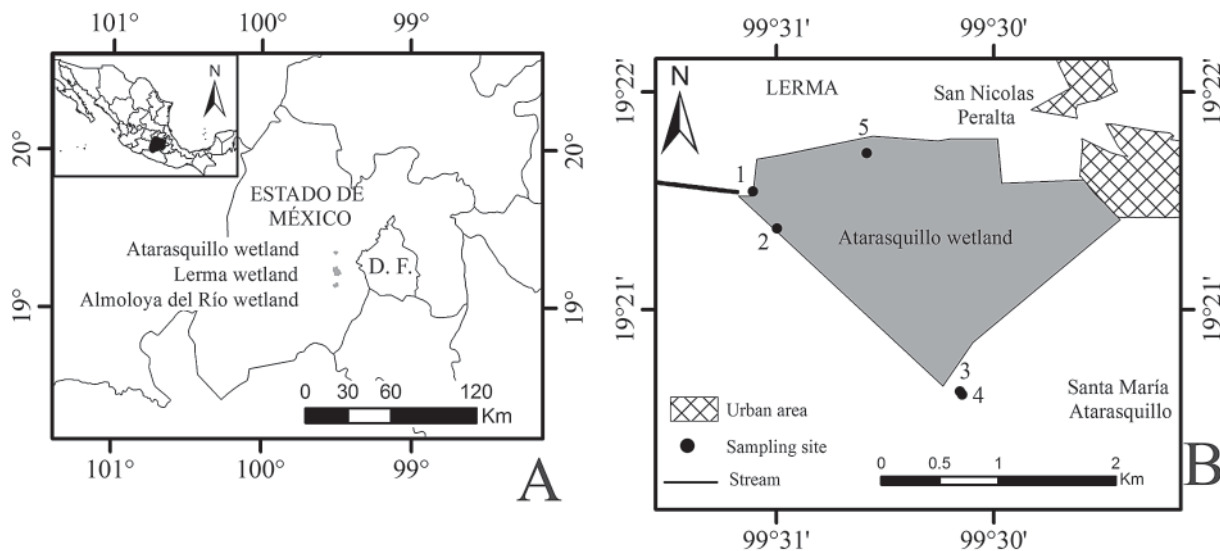 101°
100°
99°
N
20°
20°
ESTADO DE
MÉXICO
Atarasquillo wetland
Lerma wetland
Almoloya del Río wetland
D. F.
19°
19°
0 30 60 120
Km
101°
100°
99°
A
99°31'
99°30'
N
LERMA
San Nicolas
Peralta
19°22'
19°22'
5
1
2
Atarasquillo wetland
19°21'
19°21'
3
4
Santa María
Atarasquillo
Urban area
Sampling site
Stream
0 0.5 1 2
Km
B
99°31'
99°30'